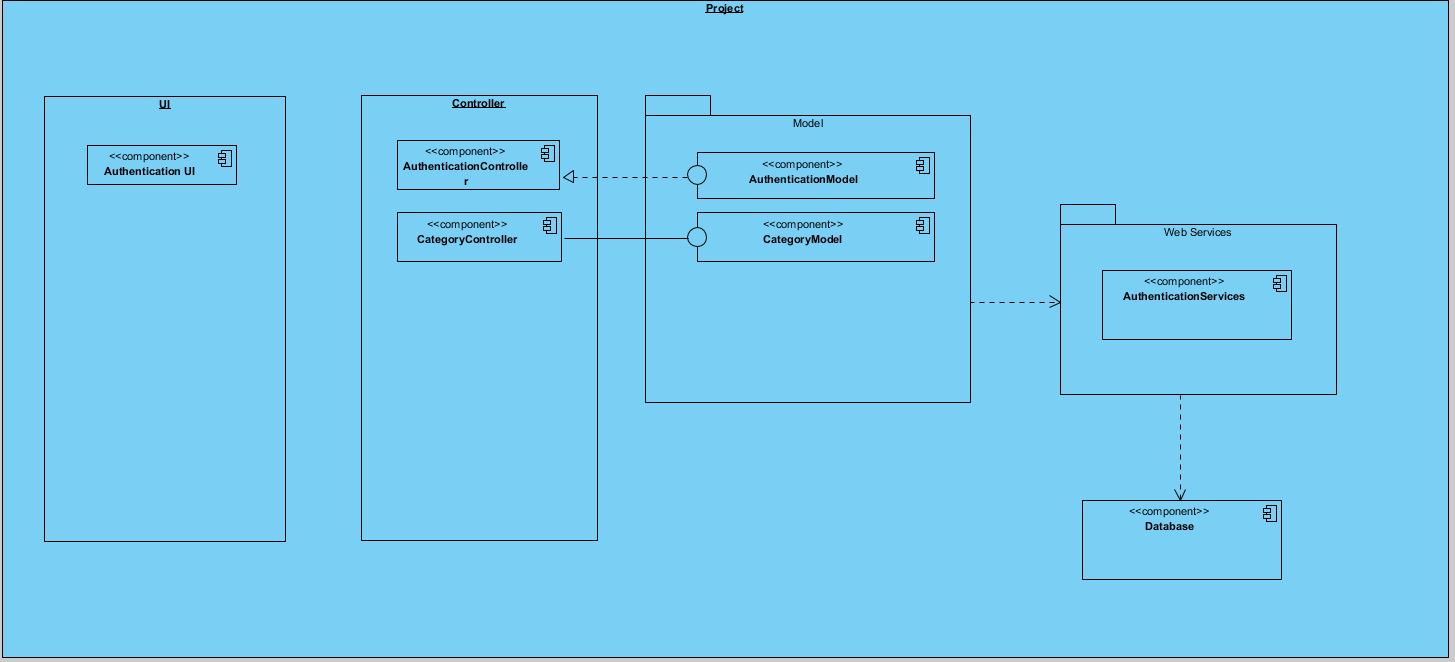 Project
UI
<<component>>
Authentication UI
Controller
<<component>>
AuthenticationControlle
r
<<component>>
CategoryController
Model
<<component>>
AuthenticationModel
<<component>>
CategoryModel
Web Services
<<component>>
AuthenticationServices
<<component>>
Database